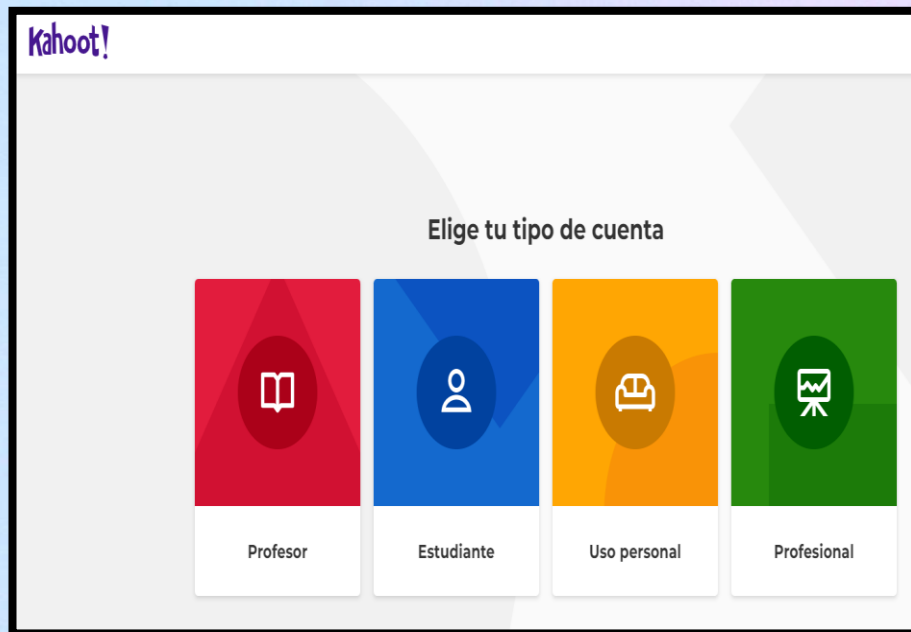 Kahoot!
Elige tu tipo de cuenta
Profesor
Estudiante
Uso personal
Profesional